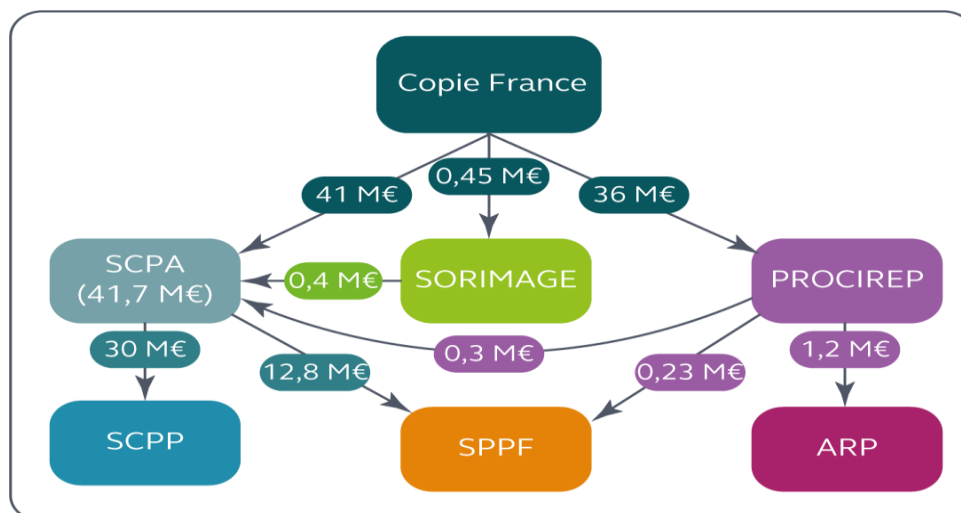 Copie France
41 M€
0,45 M€
36 M€
SCPA
(41,7 M€)
0,4 M€
SORIMAGE
PROCIREP
30 M€
12,8 M€
0,3 M€
0,23 M€
1,2 M€
SCPP
SPPF
ARP